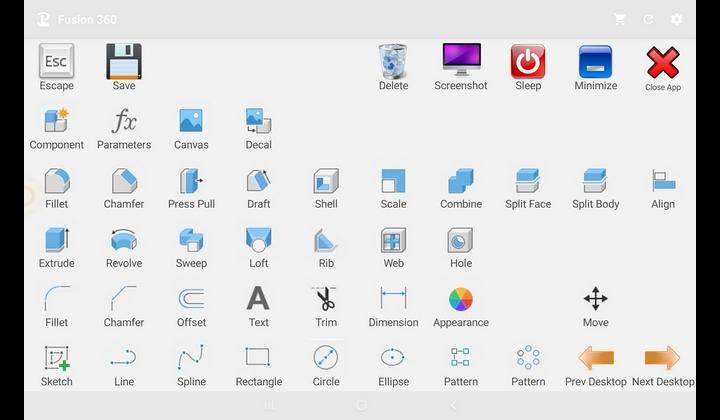 Fusion 360
Esc
Escape Save Delete Screenshot Sleep Minimize Close App
fx
Component Parameters Canvas Decal
Fillet Chamfer Press Pull Draft Shell Scale Combine Split Face Split Body Align
Extrude Revolve Sweep Loft Rib Web Hole
A
Fillet Chamfer Offset Text Trim Dimension Appearance Move
Sketch Line Spline Rectangle Circle Ellipse Pattern Pattern Prev Desktop Next Desktop